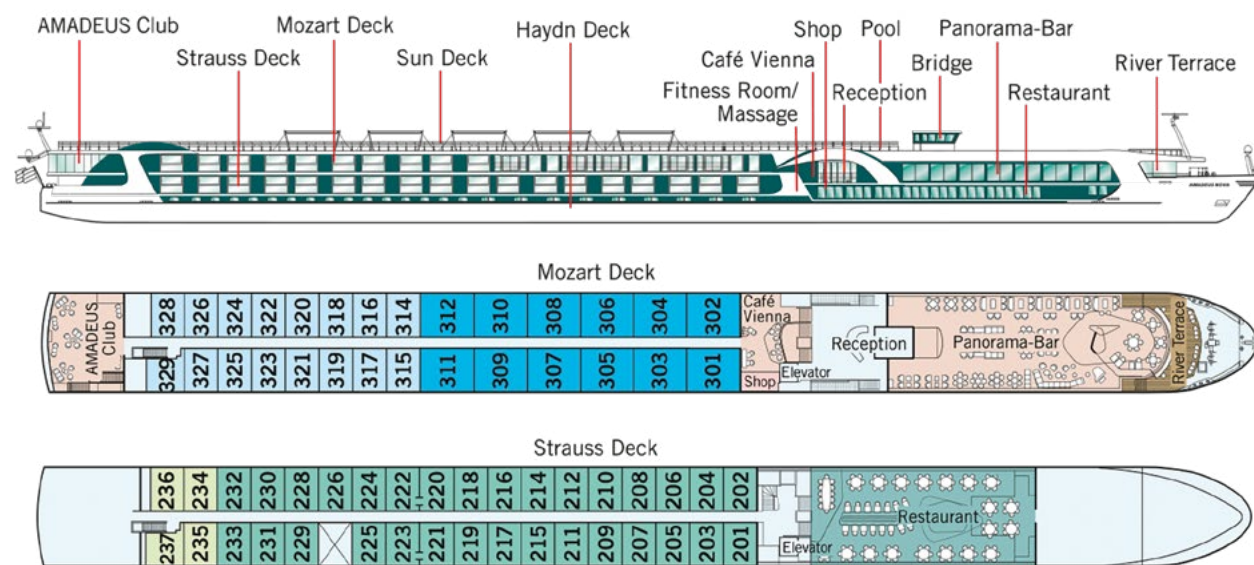 AMADEUS Club
Mozart Deck
Haydn Deck
Shop
Pool
Panorama-Bar
Strauss Deck
Sun Deck
Café Vienna
Bridge
River Terrace
Fitness Room/
Massage
Reception
Restaurant
AMADEUS NOVA
Mozart Deck
AMADEUS
Club
328 326 324 322 320 318 316 314 312 310 308 306 304 302
329 327 325 323 321 319 317 315 311 309 307 305 303 301
Café
Vienna
Shop
Elevator
Reception
Panorama-Bar
River Terrace
Strauss Deck
236 234 232 230 228 226 224 222 220 218 216 214 212 210 208 206 204 202
237 235 233 231 229 225 223 221 219 217 215 211 209 207 205 203 201
Elevator
Restaurant